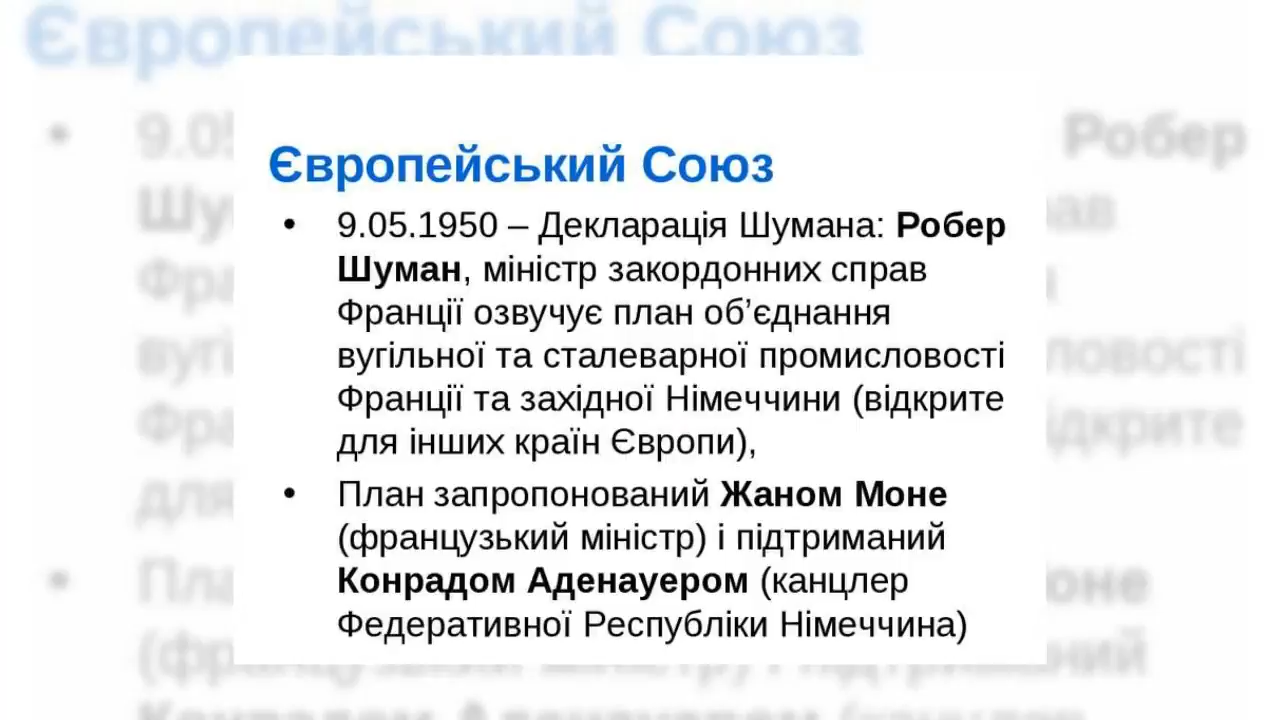 Європейський Союз
• 9.05.1950 – Декларація Шумана: Робер
Шуман, міністр закордонних справ
Франції озвучує план об’єднання
вугільної та сталеварної промисловості
Франції та західної Німеччини (відкрите
для інших країн Європи),
• План запропонований Жаном Моне
(французький міністр) і підтриманий
Конрадом Аденауером (канцлер
Федеративної Республіки Німеччина)